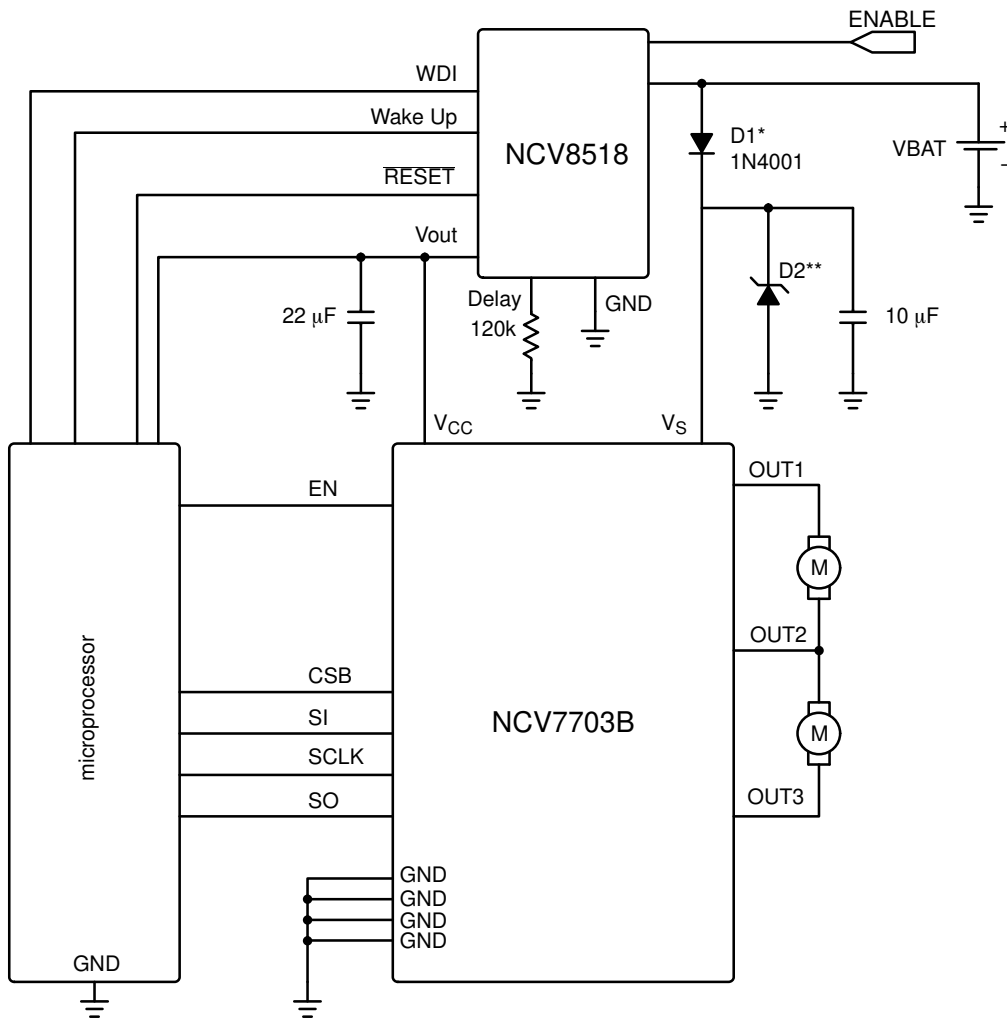 ENABLE
WDI
Wake Up
RESET
Vout
NCV8518
D1*
1N4001
VBAT
+
−
D2**
22 μF
Delay
120k
GND
10 μF
VCC
VS
EN
OUT1
M
OUT2
CSB
SI
SCLK
SO
microprocessor
NCV7703B
M
OUT3
GND
GND
GND
GND
GND